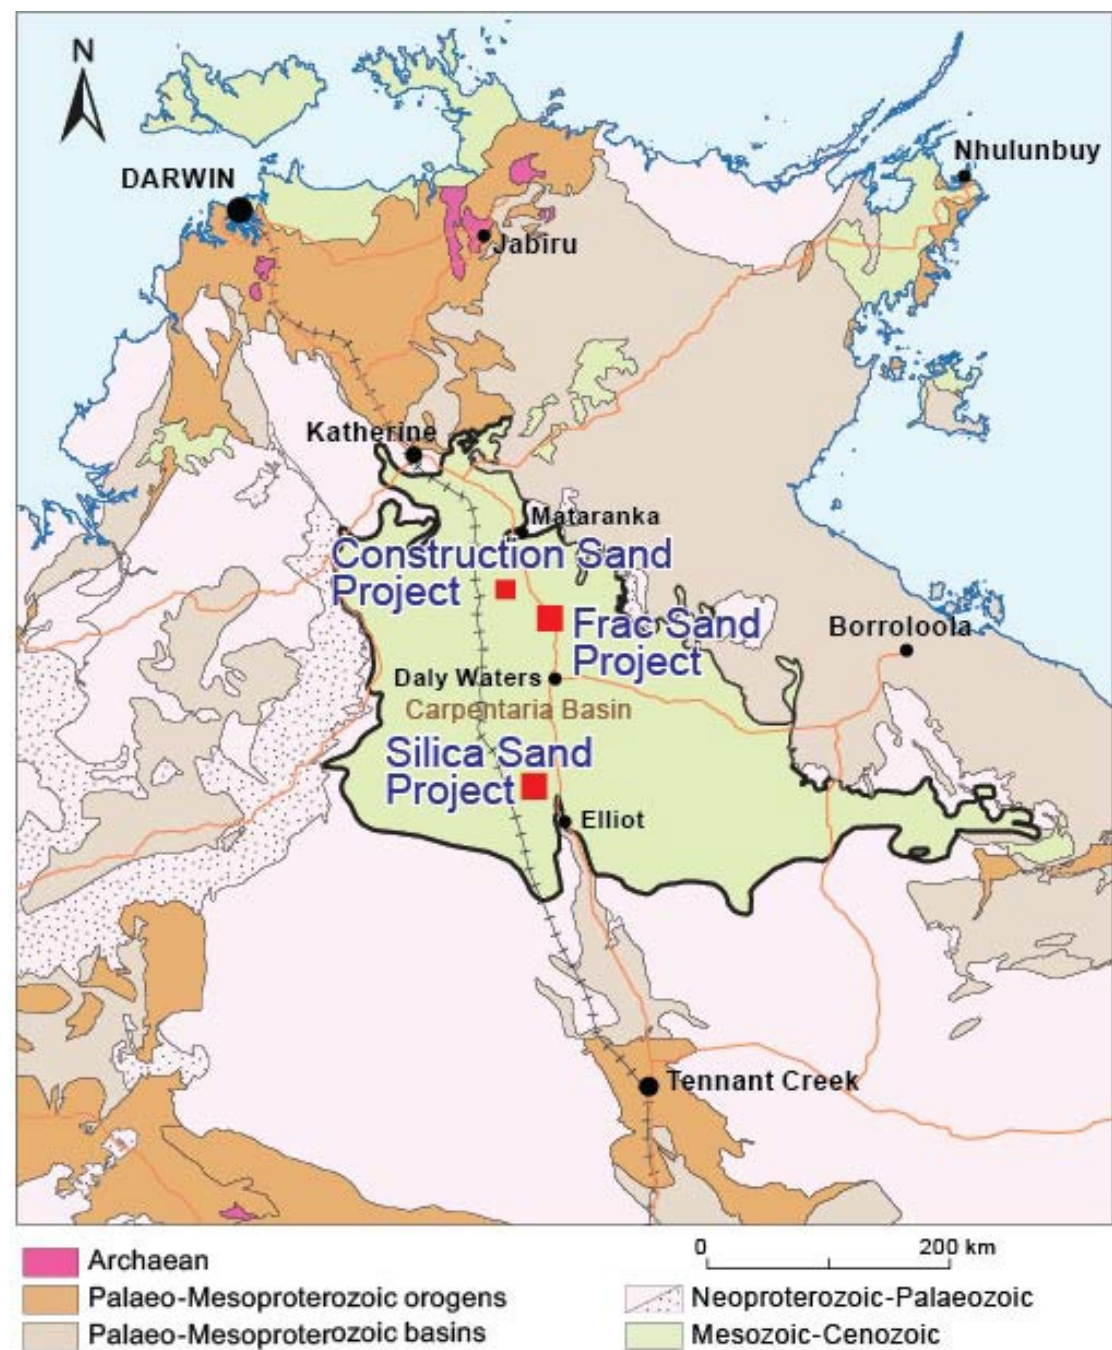 N
DARWIN
Nhulunbuy
Jabiru
Katherine
Mataranka
Construction Sand
Project
Frac Sand
Project
Borroloola
Daly Waters
Carpentaria Basin
Silica Sand
Project
Elliot
Tennant Creek
0 200 km
Archaean
Palaeo-Mesoproterozoic orogens
Palaeo-Mesoproterozoic basins
Neoproterozoic-Palaeozoic
Mesozoic-Cenozoic